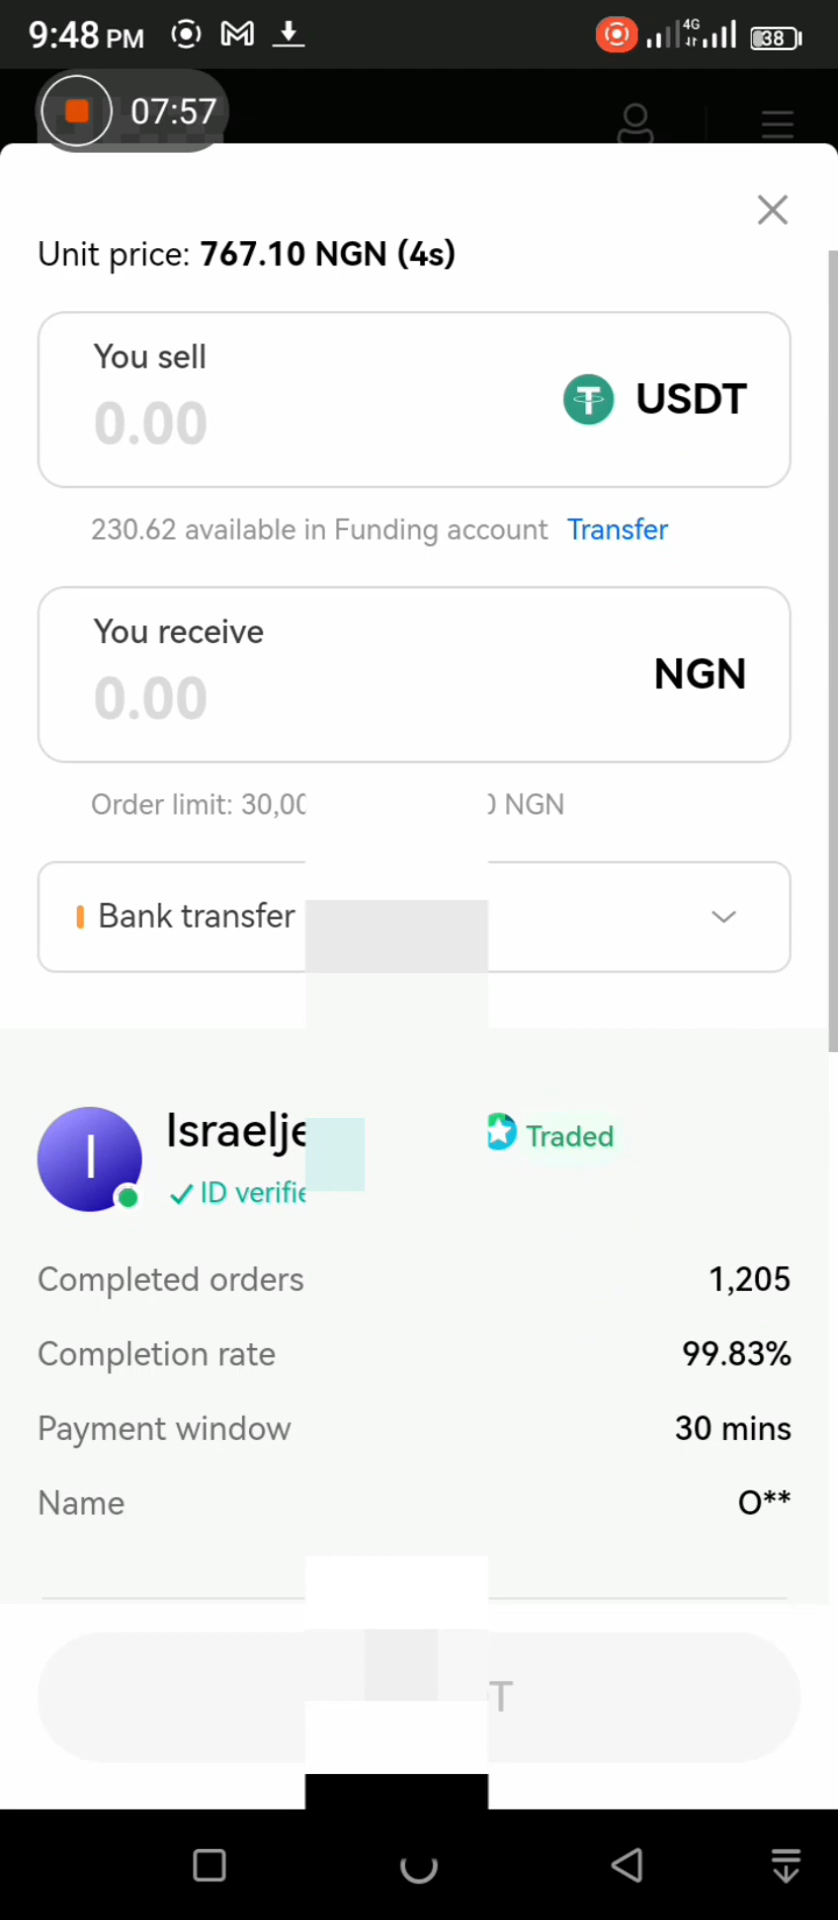 9:48 PM
4G
38
07:57
Unit price: 767.10 NGN (4s)
You sell
0.00
USDT
230.62 available in Funding account Transfer
You receive
0.00
NGN
Order limit: 30,00
NGN
Bank transfer
I
Traded
ID
Completed orders 1,205
Completion rate 99.83%
Payment window 30 mins
Name O**
T